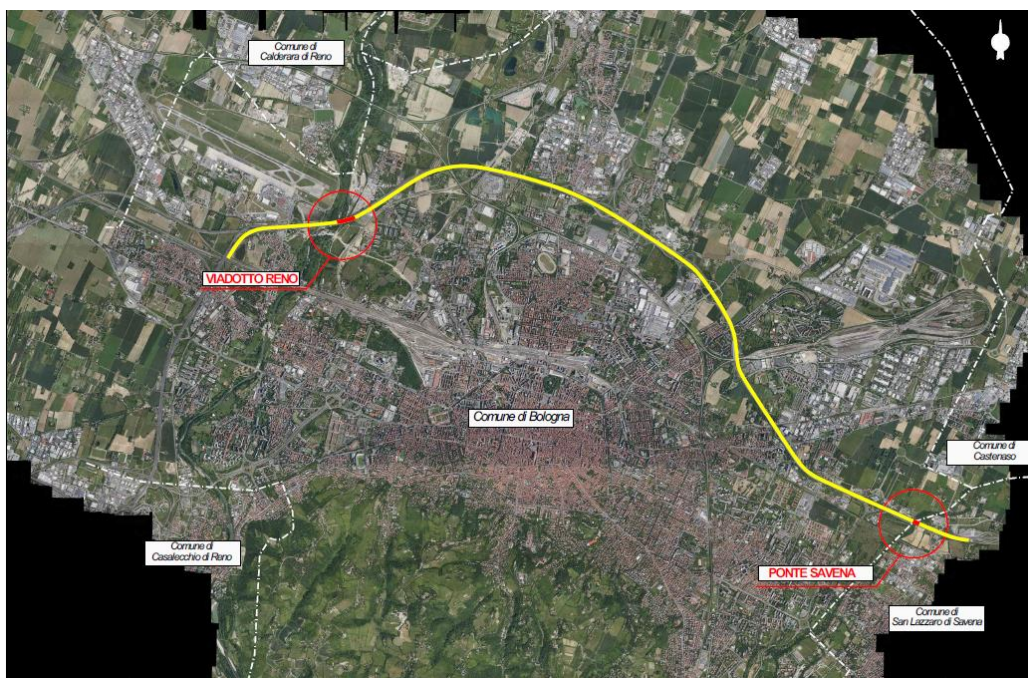 Comune di
Calderara di Reno
VIADOTTO RENO
Comune di Bologna
Comune di
Castenaso
Comune di
Casalecchio di Reno
PONTE SAVENA
Comune di
San Lazzaro di Savena